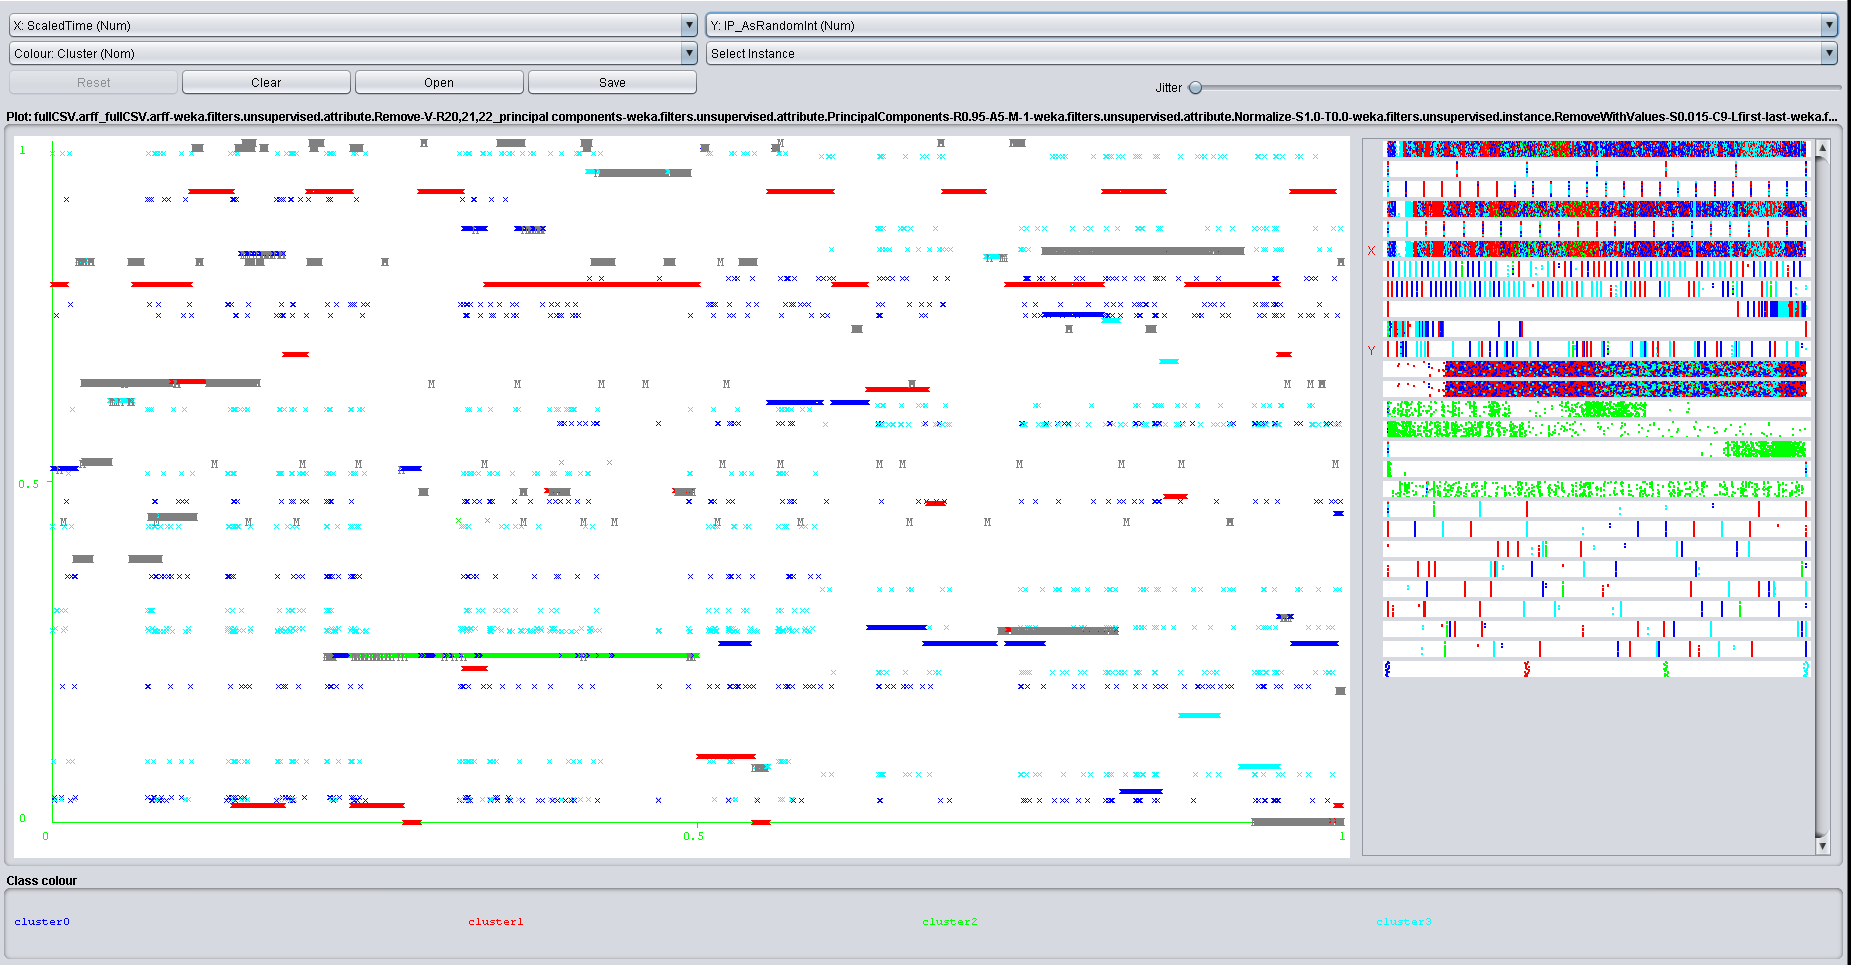 X: ScaledTime (Num)
Y: IP_AsRandomInt (Num)
Colour: Cluster (Nom)
Select Instance
Reset
Clear
Open
Save
Jitter
Plot: fullCSV.arff_fullCSV.arff-weka.filters.unsupervised.attribute.Remove-V-R20,21,22_principal components-weka.filters.unsupervised.attribute.PrincipalComponents-R0.95-A5-M-1-weka.filters.unsupervised.attribute.Normalize-S1.0-T0.0-weka.filters.unsupervised.instance.RemoveWithValues-S0.015-C9-Lfirst-last-weka.f...
1
0.5
0
0
0.5
1
X
Y
Class colour
cluster0
cluster1
cluster2
cluster3